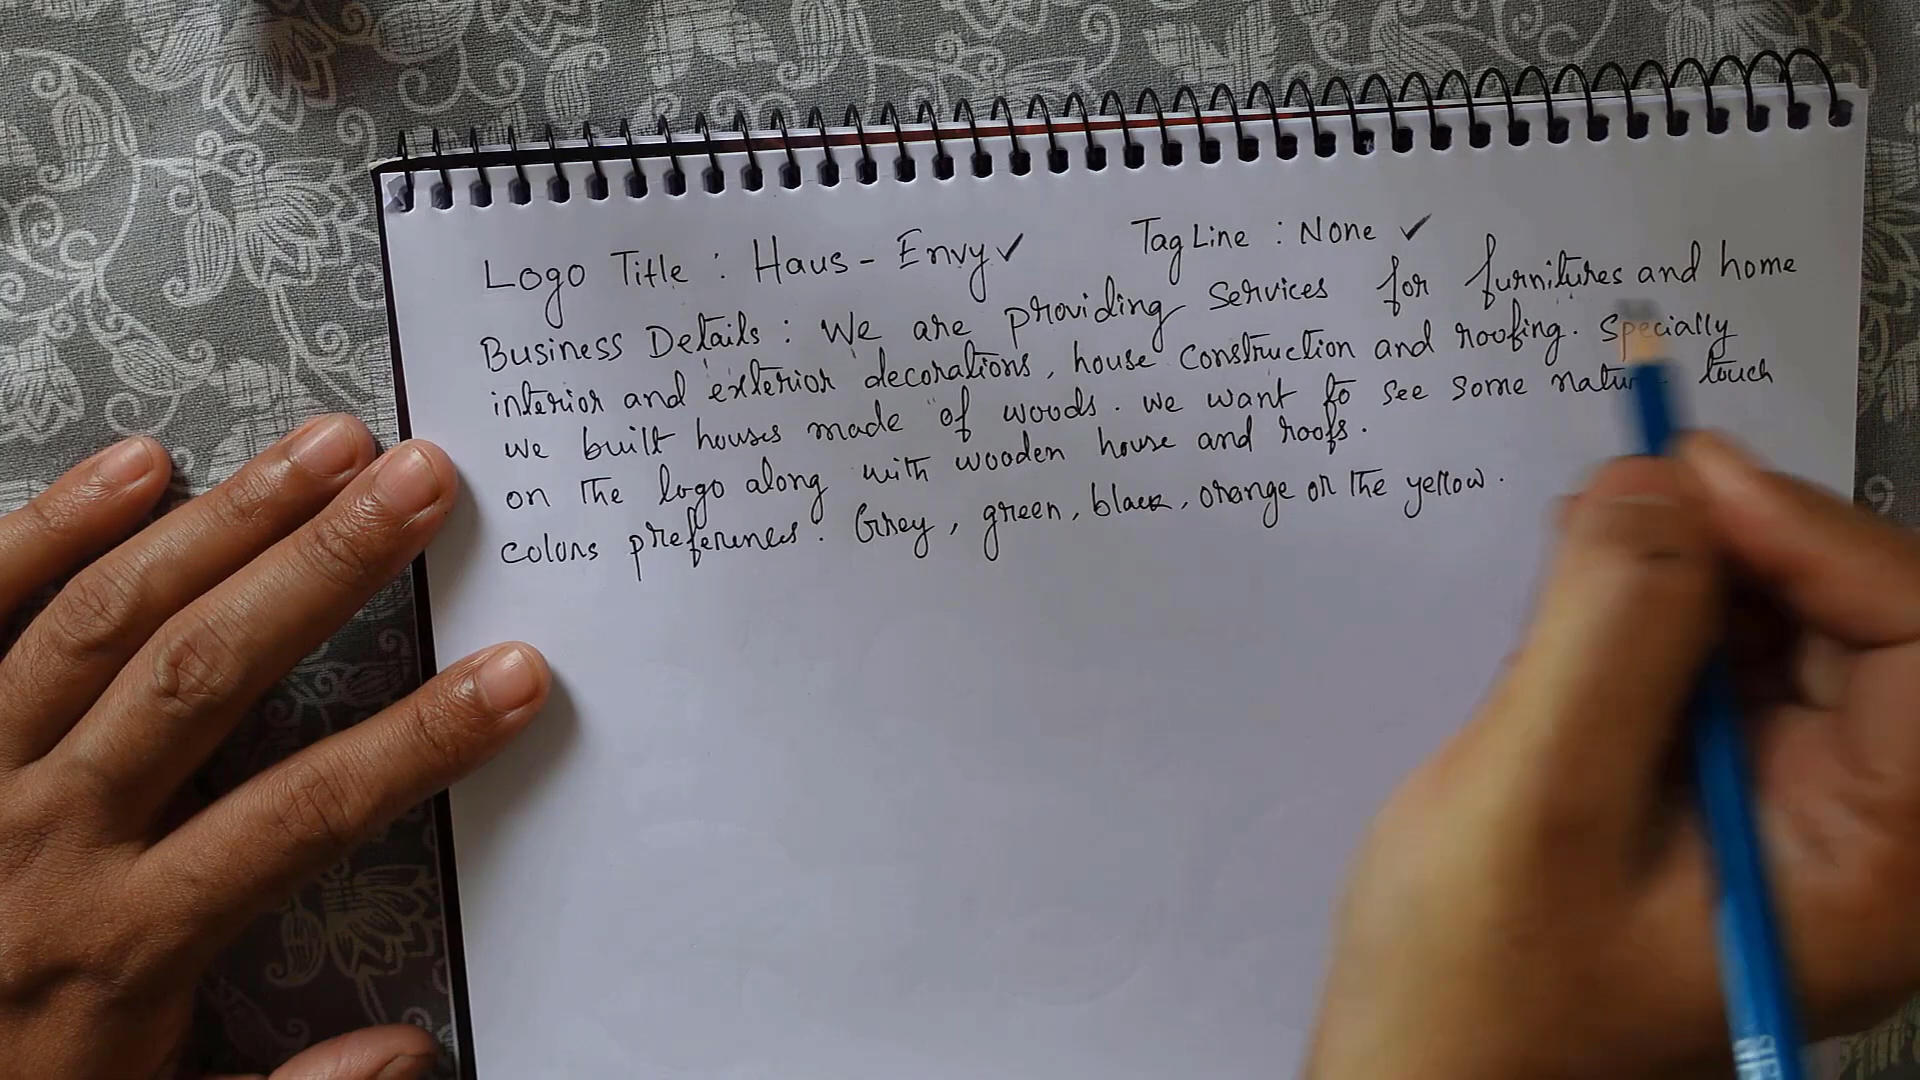 Logo Title : Haus - Envy ✓ Tag Line : None ✓
Business Details : We are providing services for furnitures and home
interior and exterior decorations, house construction and roofing. Specially
we built houses made of woods. We want to see some nature touch
on the logo along with wooden house and roofs.
colors preferences. Grey, green, black, orange or the yellow.